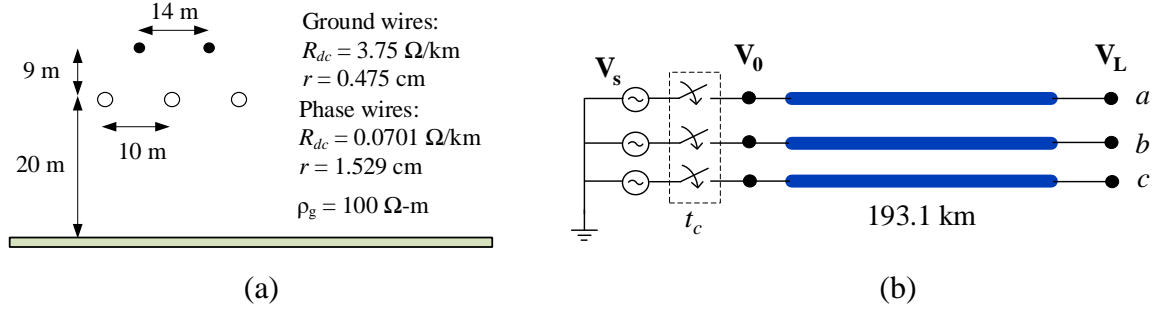 14 m
9 m
10 m
20 m
Ground wires:
R_dc = 3.75 Ω/km
r = 0.475 cm
Phase wires:
R_dc = 0.0701 Ω/km
r = 1.529 cm
ρ_g = 100 Ω-m
(a)
V_s
V_0
V_L
a
b
c
t_c
193.1 km
(b)